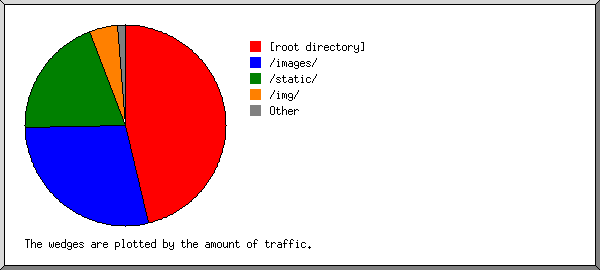 [root directory]
/images/
/static/
/img/
Other
The wedges are plotted by the amount of traffic.